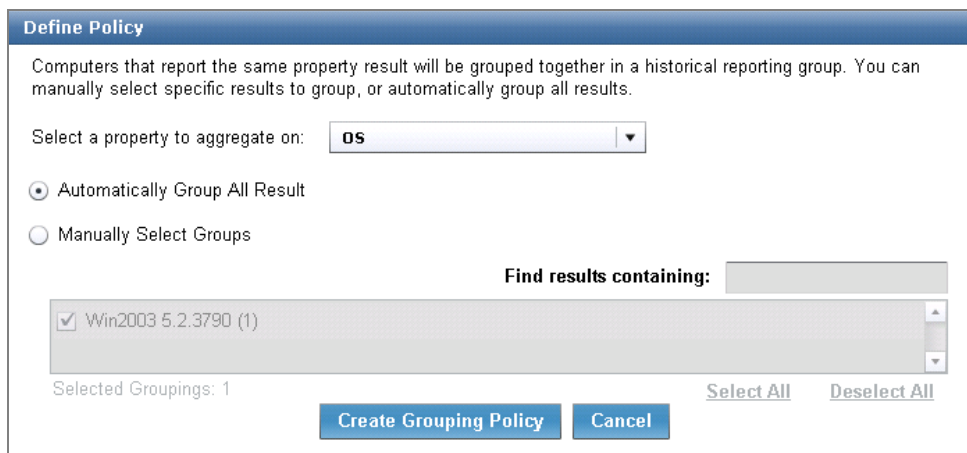 Define Policy
Computers that report the same property result will be grouped together in a historical reporting group. You can
manually select specific results to group, or automatically group all results.
Select a property to aggregate on: OS
Automatically Group All Result
Manually Select Groups
Find results containing:
Win2003 5.2.3790 (1)
Selected Groupings: 1 Select All Deselect All
Create Grouping Policy Cancel